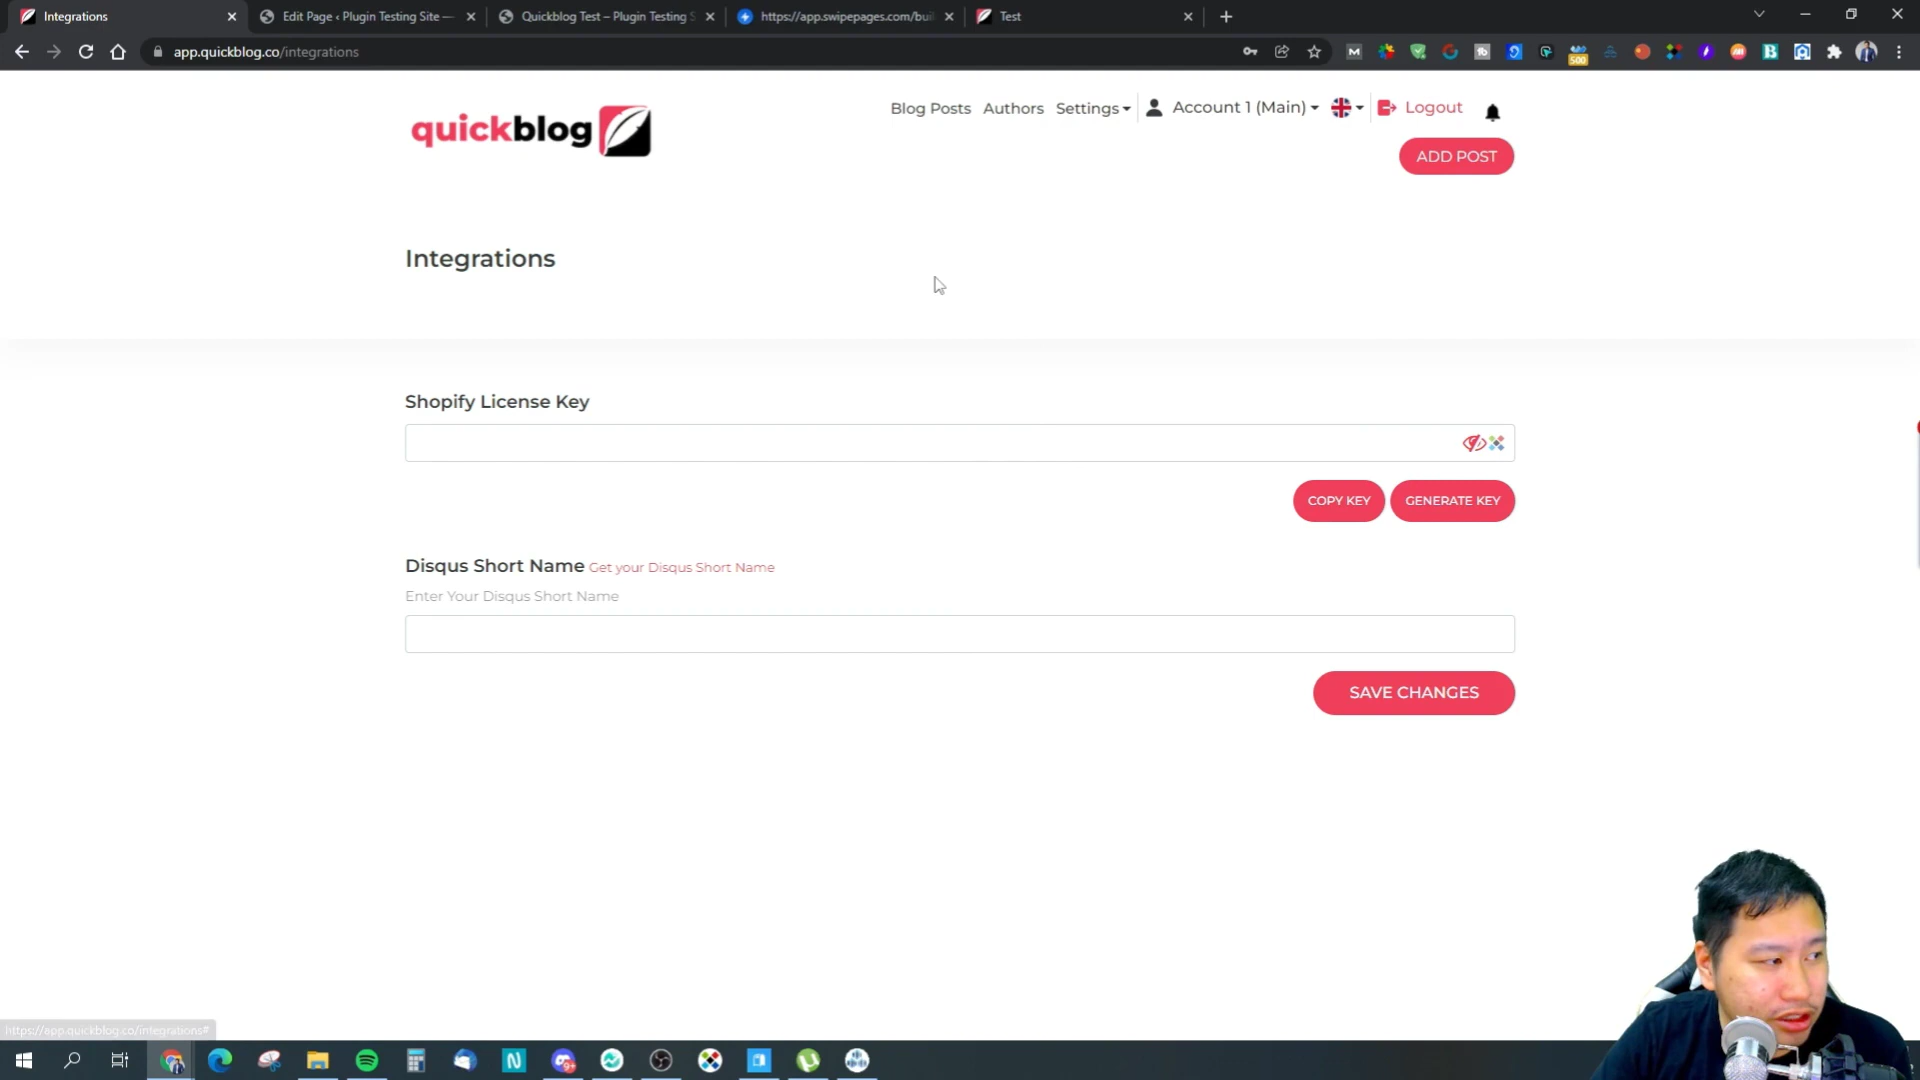 Integrations
Edit Page ‹ Plugin Testing Site —
Quickblog Test – Plugin Testing S
https://app.swipepages.com/bui
Test
app.quickblog.co/integrations
500
quickblog
Blog Posts
Authors
Settings
Account 1 (Main)
Logout
ADD POST
Integrations
Shopify License Key
COPY KEY
GENERATE KEY
Disqus Short Name Get your Disqus Short Name
Enter Your Disqus Short Name
SAVE CHANGES
https://app.quickblog.co/integrations#